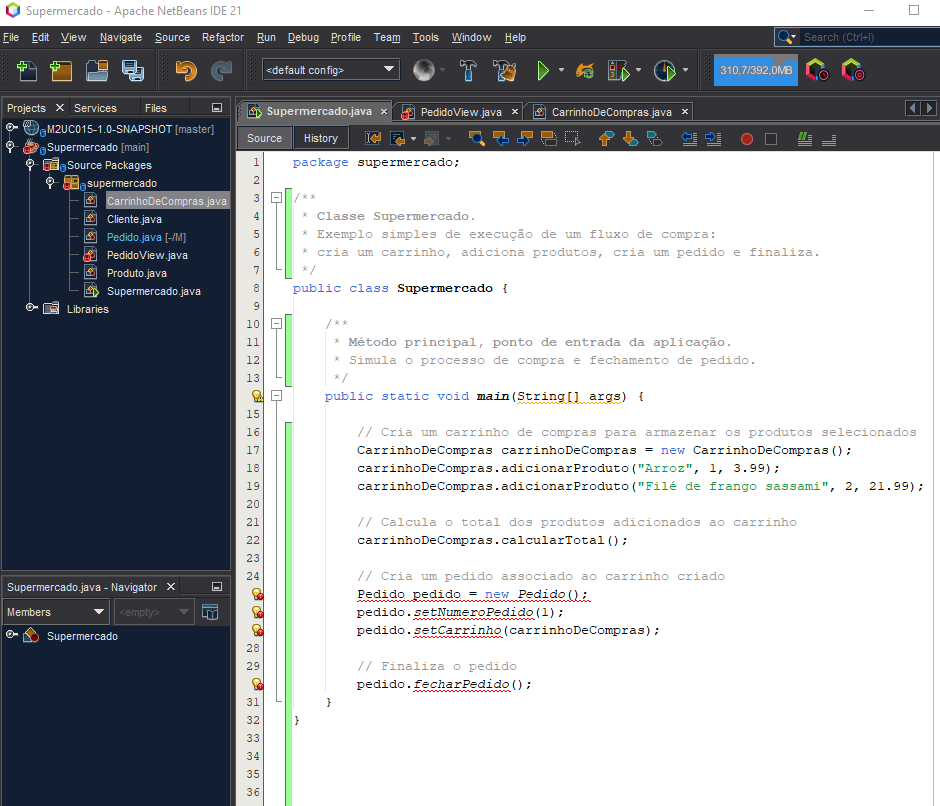 Supermercado - Apache NetBeans IDE 21
File Edit View Navigate Source Refactor Run Debug Profile Team Tools Window Help
Search (Ctrl+I)
<default config>
310,7/392,0MB
Projects Services Files
M2UC015-1.0-SNAPSHOT [master]
Supermercado [main]
Source Packages
supermercado
CarrinhoDeCompras.java
Cliente.java
Pedido.java [-/M]
PedidoView.java
Produto.java
Supermercado.java
Libraries
Supermercado.java - Navigator
Members
<empty>
Supermercado
Supermercado.java PedidoView.java CarrinhoDeCompras.java
Source History
1 package supermercado;
2
3 /**
4 * Classe Supermercado.
5 * Exemplo simples de execução de um fluxo de compra:
6 * cria um carrinho, adiciona produtos, cria um pedido e finaliza.
7 */
8 public class Supermercado {
9
10 /**
11 * Método principal, ponto de entrada da aplicação.
12 * Simula o processo de compra e fechamento de pedido.
13 */
public static void main(String[] args) {
15
16 // Cria um carrinho de compras para armazenar os produtos selecionados
17 CarrinhoDeCompras carrinhoDeCompras = new CarrinhoDeCompras();
18 carrinhoDeCompras.adicionarProduto("Arroz", 1, 3.99);
19 carrinhoDeCompras.adicionarProduto("Filé de frango sassami", 2, 21.99);
20
21 // Calcula o total dos produtos adicionados ao carrinho
22 carrinhoDeCompras.calcularTotal();
23
24 // Cria um pedido associado ao carrinho criado
Pedido pedido = new Pedido();
pedido.setNumeroPedido(1);
pedido.setCarrinho(carrinhoDeCompras);
28
29 // Finaliza o pedido
pedido.fecharPedido();
31 }
32 }
33
34
35
36